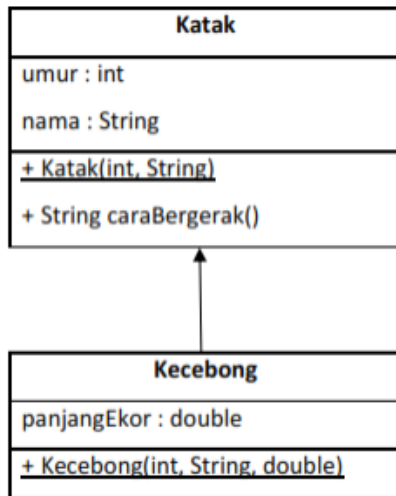 Katak
umur : int
nama : String
+ Katak(int, String)
+ String caraBergerak()
Kecebong
panjangEkor : double
+ Kecebong(int, String, double)